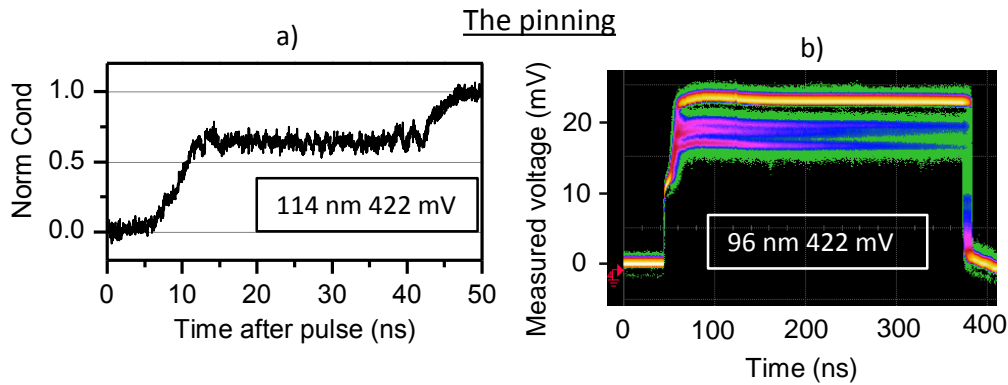 The pinning
a)
Norm Cond
1.0
0.5
0.0
114 nm 422 mV
0 10 20 30 40 50
Time after pulse (ns)
b)
Measured voltage (mV)
20
10
0
96 nm 422 mV
0 100 200 300 400
Time (ns)